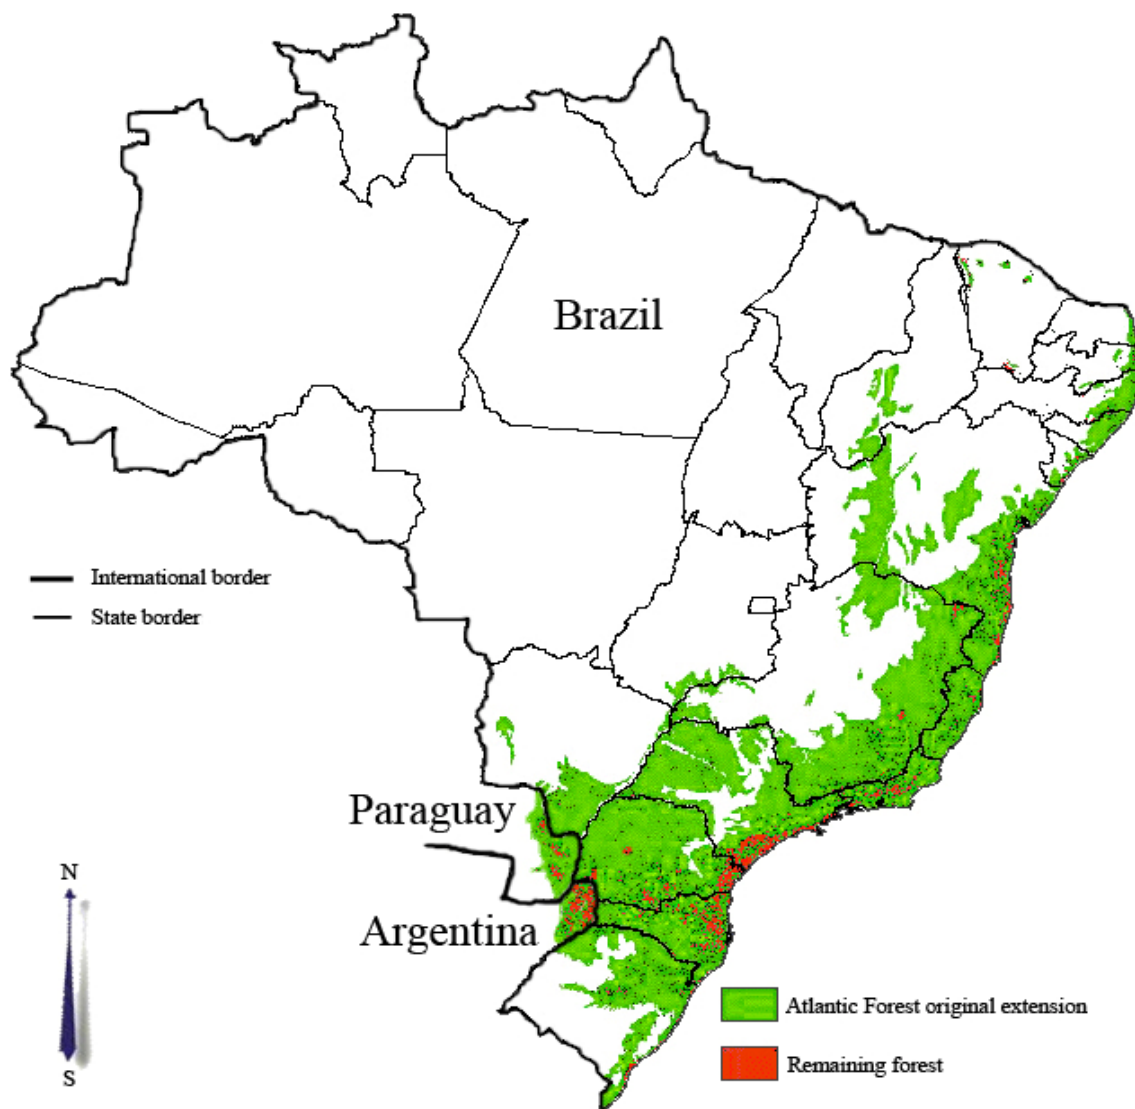 Brazil
International border
State border
Paraguay
N
Argentina
Atlantic Forest original extension
Remaining forest
S